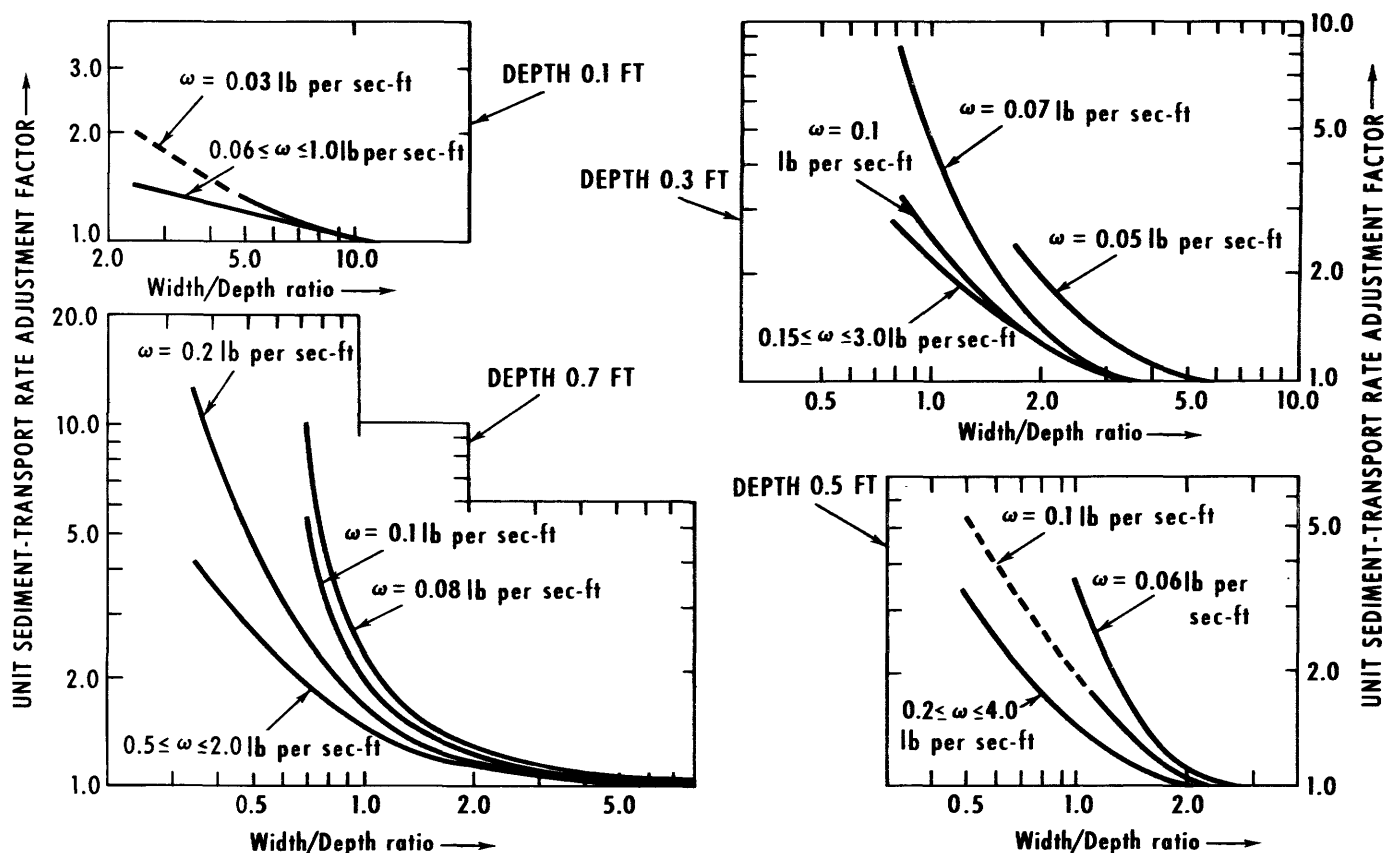 UNIT SEDIMENT-TRANSPORT RATE ADJUSTMENT FACTOR
3.0
2.0
1.0
ω = 0.03 lb per sec-ft
0.06 ≤ ω ≤ 1.0 lb per sec-ft
2.0 5.0 10.0
Width/Depth ratio
DEPTH 0.1 FT
DEPTH 0.3 FT
10.0
5.0
2.0
1.0
ω = 0.07 lb per sec-ft
ω = 0.1
lb per sec-ft
ω = 0.05 lb per sec-ft
0.15 ≤ ω ≤ 3.0 lb per sec-ft
0.5 1.0 2.0 5.0 10.0
Width/Depth ratio
20.0
10.0
5.0
2.0
1.0
ω = 0.2 lb per sec-ft
DEPTH 0.7 FT
ω = 0.1 lb per sec-ft
ω = 0.08 lb per sec-ft
0.5 ≤ ω ≤ 2.0 lb per sec-ft
0.5 1.0 2.0 5.0
Width/Depth ratio
DEPTH 0.5 FT
5.0
2.0
1.0
ω = 0.1 lb per sec-ft
ω = 0.06 lb per
sec-ft
0.2 ≤ ω ≤ 4.0
lb per sec-ft
0.5 1.0 2.0
Width/Depth ratio
UNIT SEDIMENT-TRANSPORT RATE ADJUSTMENT FACTOR